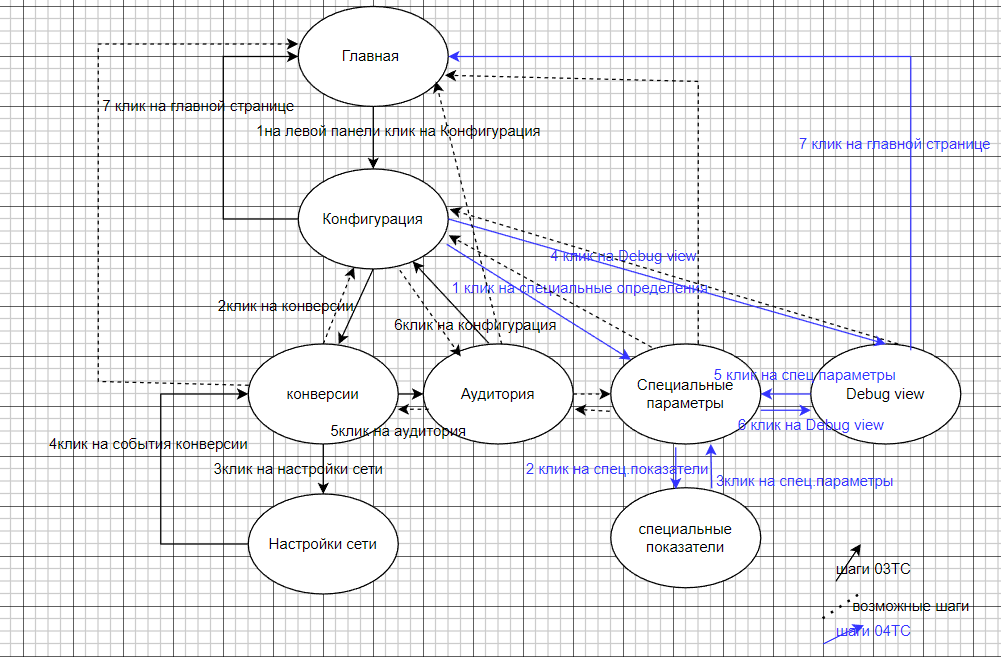 Главная
7 клик на главной странице
1на левой панели клик на Конфигурация
7 клик на главной странице
Конфигурация
4 клик на Debug view
1 клик на специальные определения
2клик на конверсии
6клик на конфигурация
конверсии
Аудитория
Специальные
параметры
5 клик на спец параметры
Debug view
6 клик на Debug view
5клик на аудитория
4клик на события конверсии
3клик на настройки сети
2 клик на спец.показатели
3клик на спец.параметры
Настройки сети
специальные
показатели
шаги 03ТС
возможные шаги
шаги 04ТС